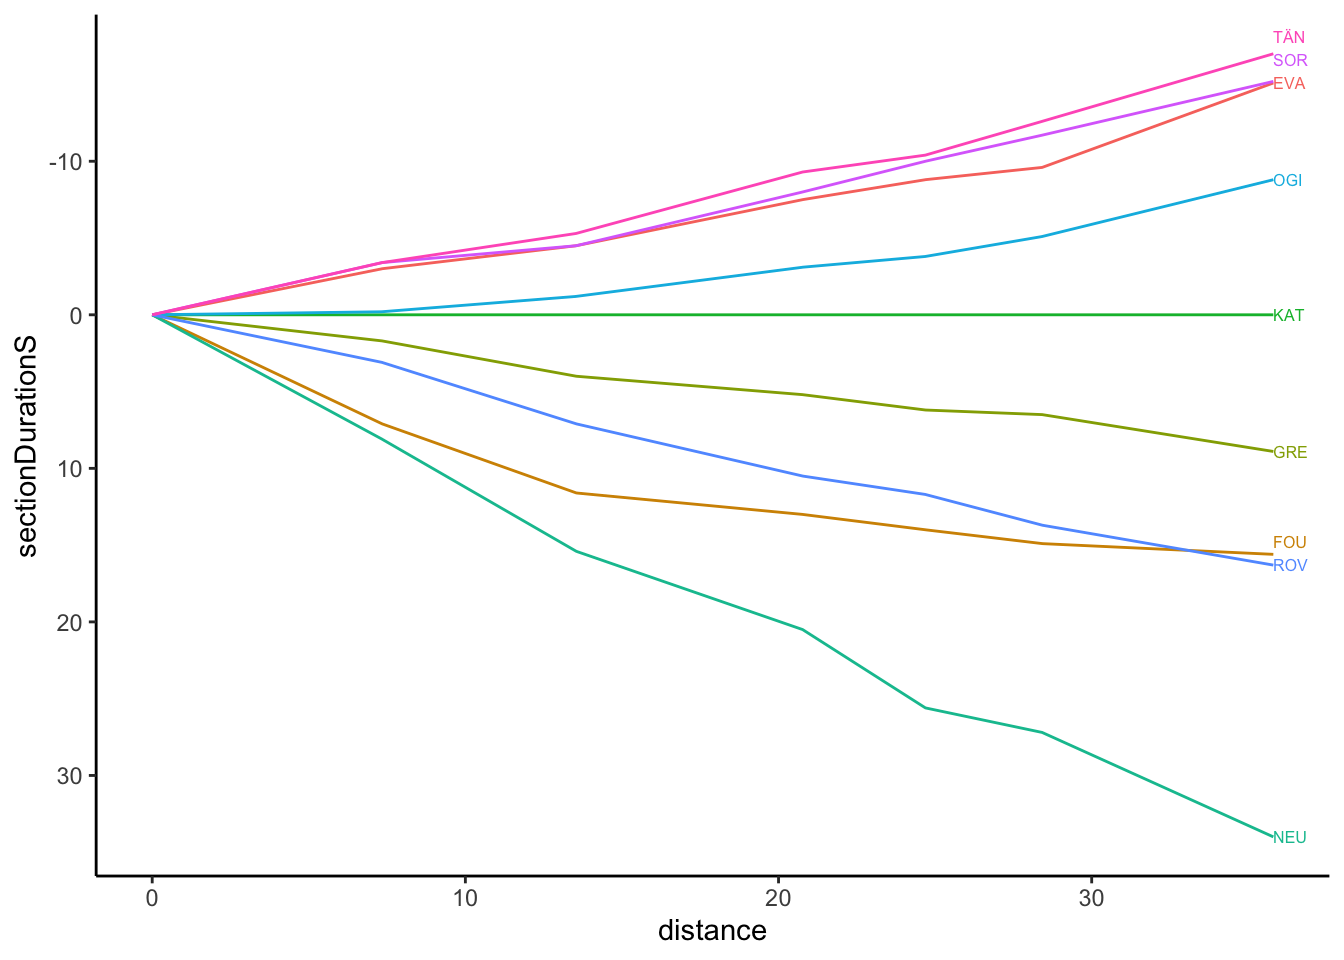 TÄN
SOR
EVA
-10
OGI
0
KAT
sectionDurationS
10
GRE
FOU
ROV
20
30
NEU
0 10 20 30
distance